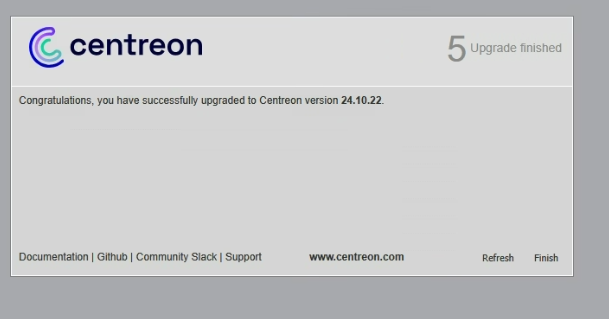 centreon
5 Upgrade finished
Congratulations, you have successfully upgraded to Centreon version 24.10.22.
Documentation | Github | Community Slack | Support www.centreon.com Refresh Finish